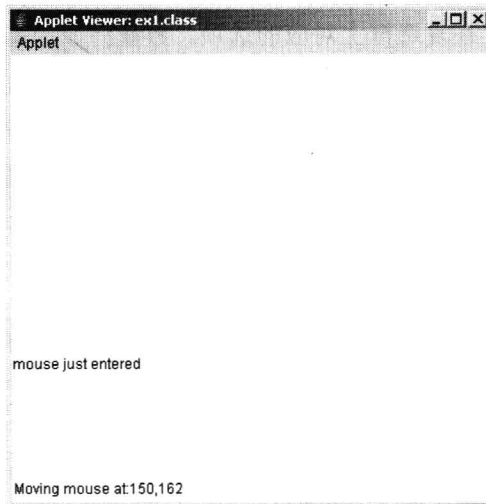 Applet Viewer: ex1.class
Applet
mouse just entered
Moving mouse at:150,162